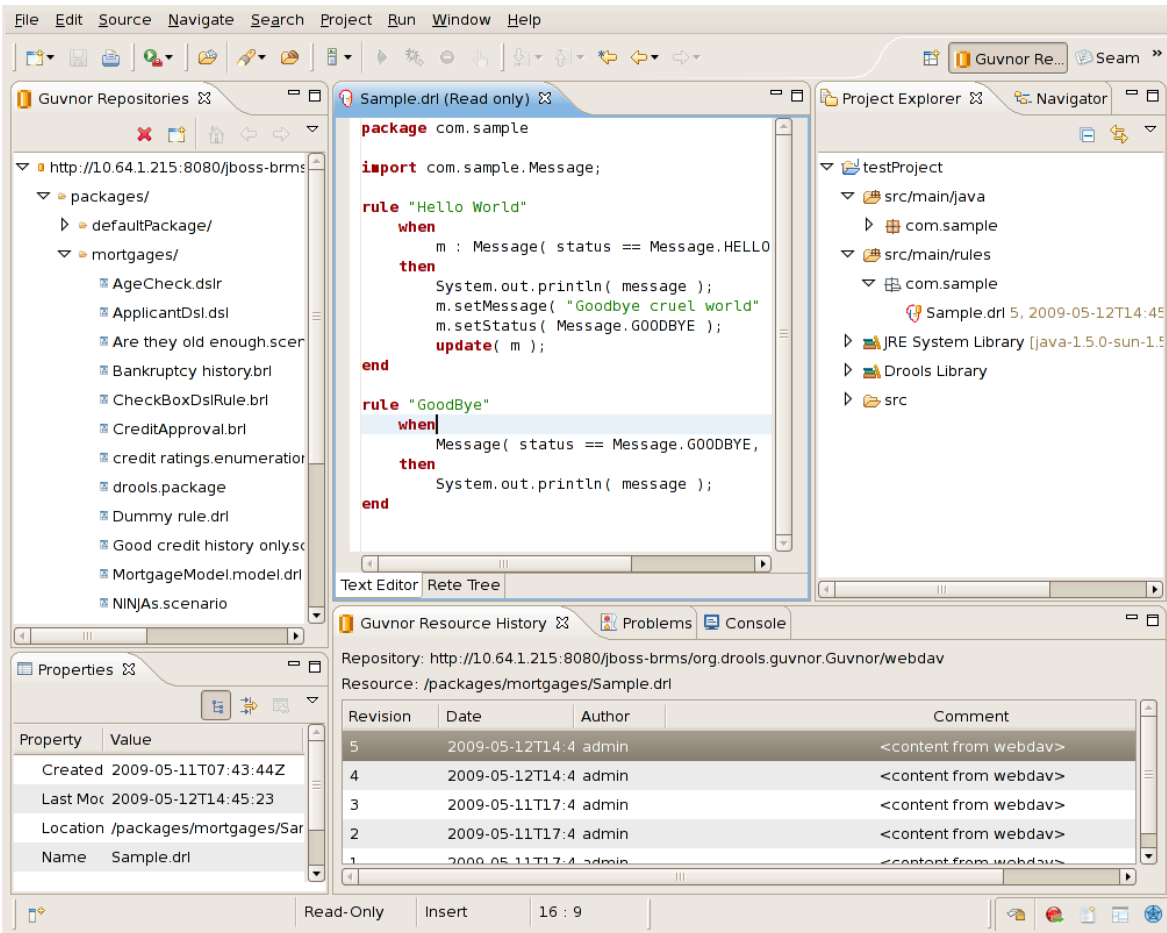 File Edit Source Navigate Search Project Run Window Help
Guvnor Re... Seam »
Guvnor Repositories
http://10.64.1.215:8080/jboss-brms
packages/
defaultPackage/
mortgages/
AgeCheck.dslr
ApplicantDsl.dsl
Are they old enough.scen
Bankruptcy history.brl
CheckBoxDslRule.brl
CreditApproval.brl
credit ratings.enumeration
drools.package
Dummy rule.drl
Good credit history only.sc
MortgageModel.model.drl
NINJAs.scenario
Sample.drl (Read only)
package com.sample
import com.sample.Message;
rule "Hello World"
when
m : Message( status == Message.HELLO
then
System.out.println( message );
m.setMessage( "Goodbye cruel world"
m.setStatus( Message.GOODBYE );
update( m );
end
rule "GoodBye"
when
Message( status == Message.GOODBYE,
then
System.out.println( message );
end
Text Editor Rete Tree
Project Explorer Navigator
testProject
src/main/java
com.sample
src/main/rules
com.sample
Sample.drl 5, 2009-05-12T14:45
JRE System Library [java-1.5.0-sun-1.5
Drools Library
src
Properties
Property Value
Created 2009-05-11T07:43:44Z
Last Moc 2009-05-12T14:45:23
Location /packages/mortgages/Sar
Name Sample.drl
Guvnor Resource History Problems Console
Repository: http://10.64.1.215:8080/jboss-brms/org.drools.guvnor.Guvnor/webdav
Resource: /packages/mortgages/Sample.drl
Revision Date Author Comment
5 2009-05-12T14:4 admin <content from webdav>
4 2009-05-12T14:4 admin <content from webdav>
3 2009-05-11T17:4 admin <content from webdav>
2 2009-05-11T17:4 admin <content from webdav>
1 2009-05-11T17:4 admin <content from webdav>
Read-Only Insert 16 : 9